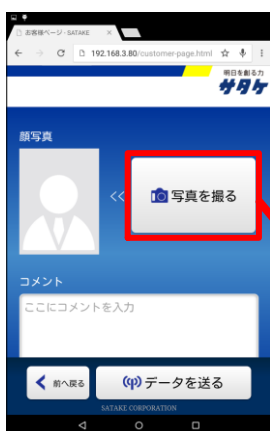 お客様ページ - SATAKE
192.168.3.80/customer-page.html
明日を創る力
サタケ
顔写真
<<
写真を撮る
コメント
ここにコメントを入力
前へ戻る
データを送る
SATAKE CORPORATION